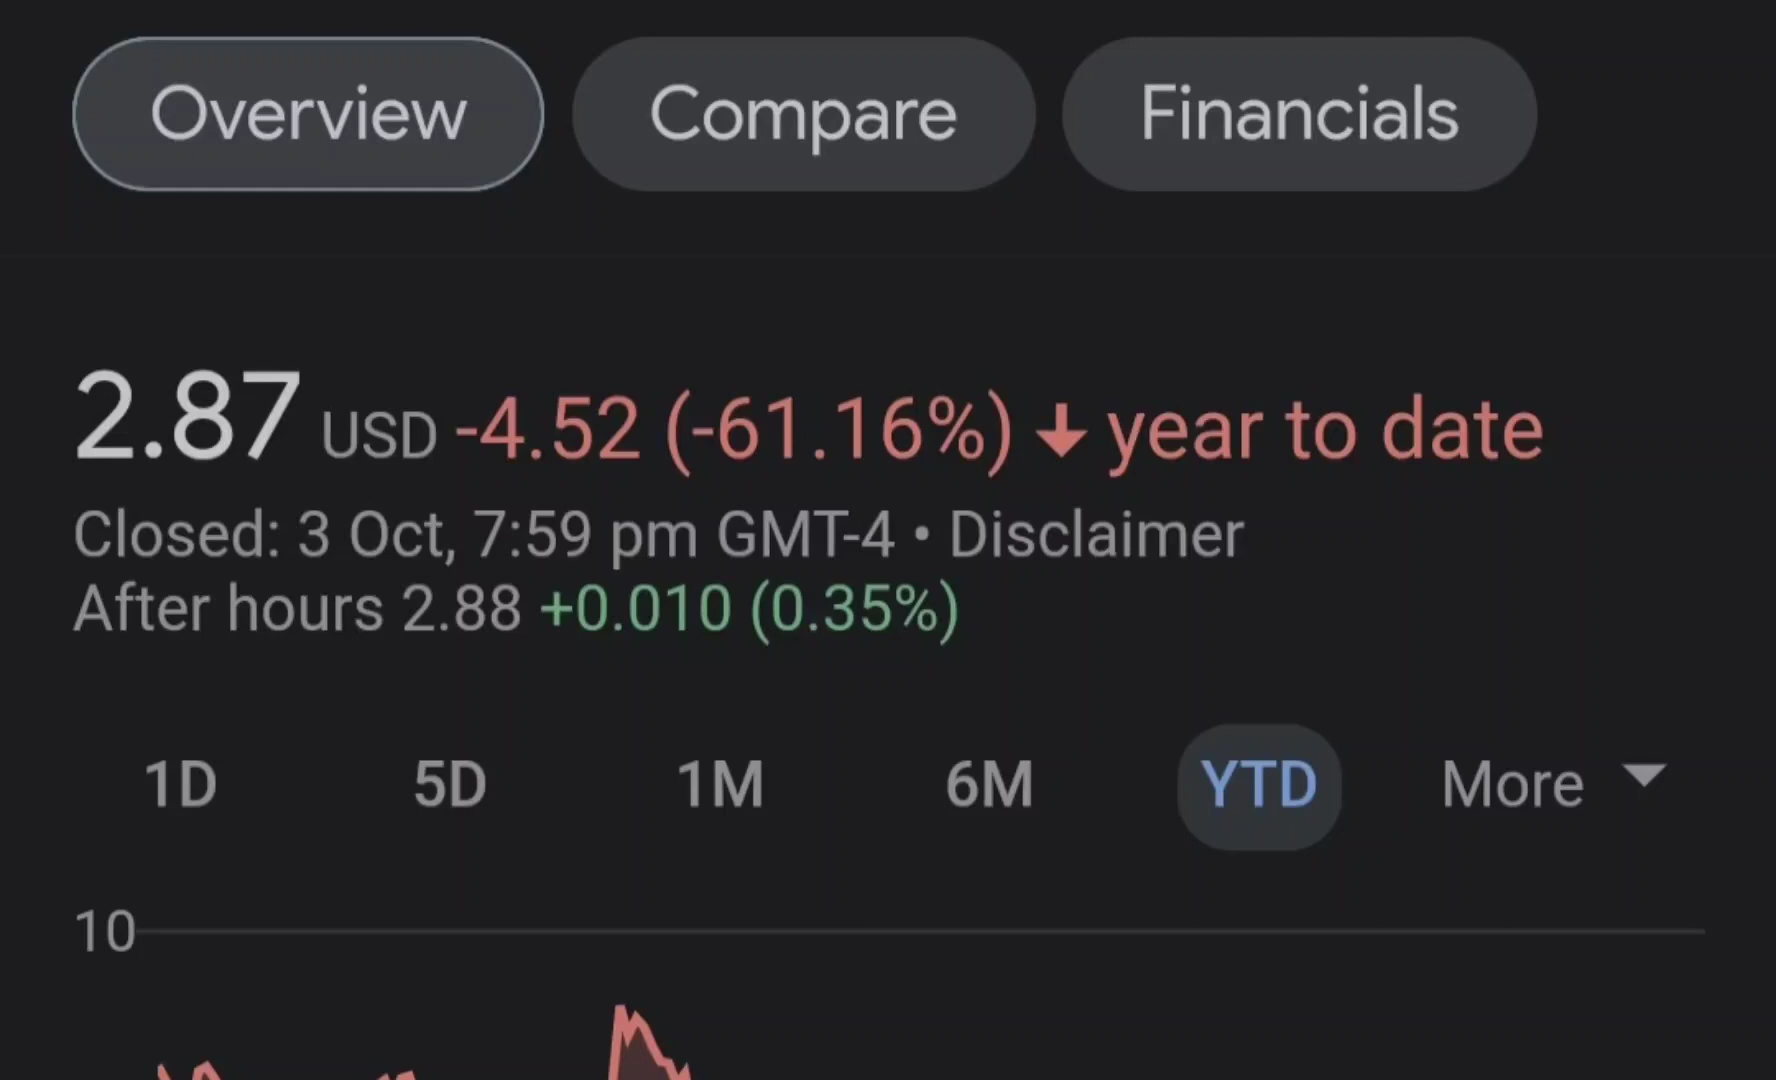 Overview Compare Financials
2.87 USD -4.52 (-61.16%) ↓ year to date
Closed: 3 Oct, 7:59 pm GMT-4 • Disclaimer
After hours 2.88 +0.010 (0.35%)
1D 5D 1M 6M YTD More
10